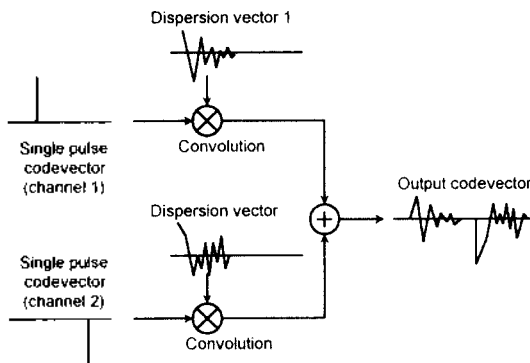 Dispersion vector 1
Single pulse
codevector
(channel 1)
Convolution
Output codevector
Dispersion vector
Single pulse
codevector
(channel 2)
Convolution